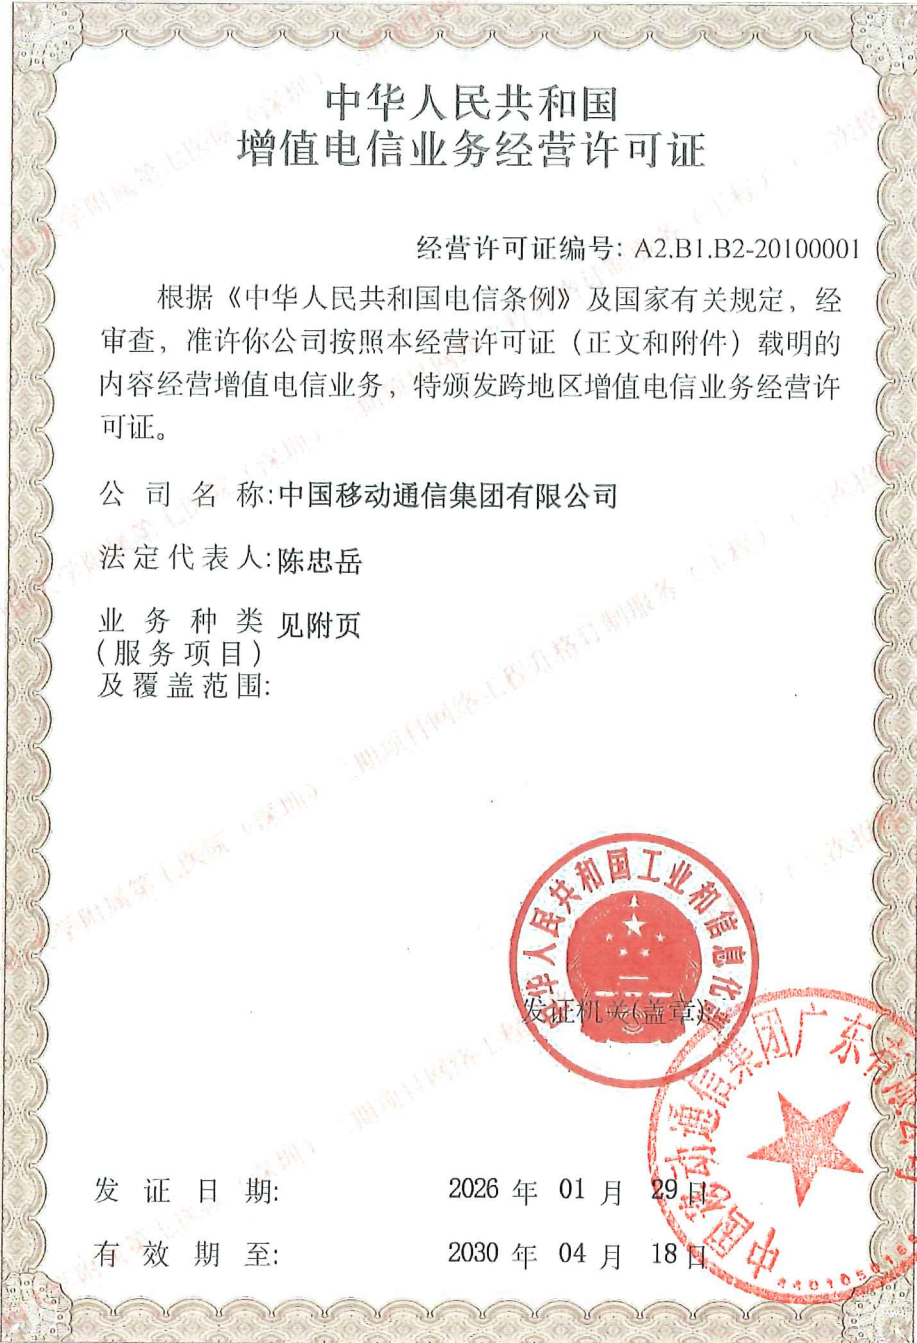 中华人民共和国
增值电信业务经营许可证
经营许可证编号: A2.B1.B2-20100001
根据《中华人民共和国电信条例》及国家有关规定，经
审查，准许你公司按照本经营许可证（正文和附件）载明的
内容经营增值电信业务，特颁发跨地区增值电信业务经营许
可证。
公司名称:中国移动通信集团有限公司
法定代表人:陈忠岳
业务种类 见附页
(服务项目)
及覆盖范围:
中华人民共和国工业和信息化部
发证机关(盖章)
中国移动通信集团广东有限公司
发证日期: 2026 年 01 月 29 日
有效期至: 2030 年 04 月 18 日